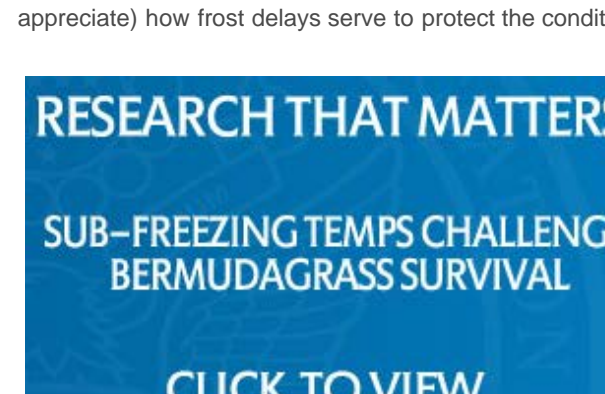 appreciate) how frost delays serve to protect the condit
RESEARCH THAT MATTERS
SUB-FREEZING TEMPS CHALLENG
BERMUDAGRASS SURVIVAL
CLICK TO VIEW